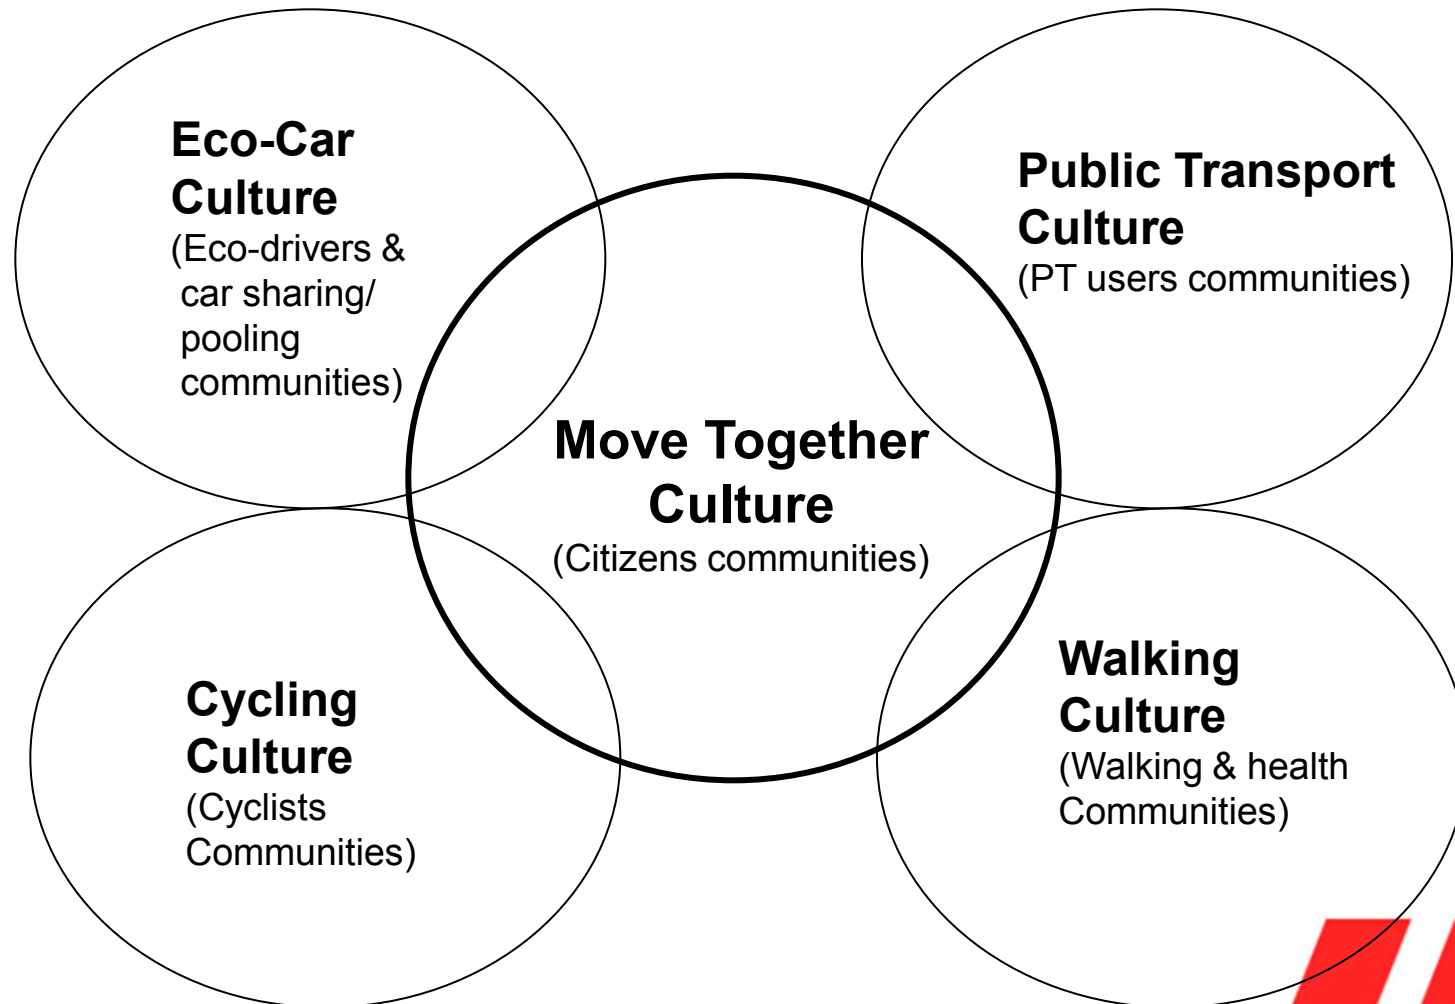 Eco-Car
Culture
(Eco-drivers &
car sharing/
pooling
communities)
Public Transport
Culture
(PT users communities)
Move Together
Culture
(Citizens communities)
Cycling
Culture
(Cyclists
Communities)
Walking
Culture
(Walking & health
Communities)